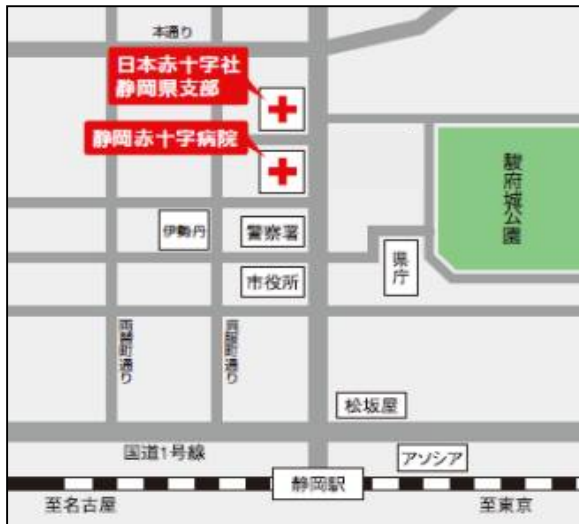 本通り
日本赤十字社
静岡県支部
静岡赤十字病院
駿府城公園
伊勢丹
警察署
県庁
市役所
両替町通り
呉服町通り
松坂屋
国道1号線
アソシア
静岡駅
至名古屋
至東京